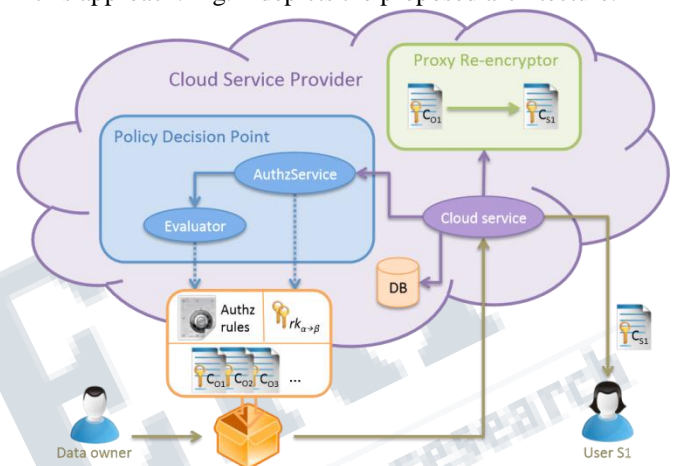 Proxy Re-encryptor
Cloud Service Provider
CO1
CS1
Policy Decision Point
AuthzService
Evaluator
Cloud service
DB
Authz
rules
rkα→β
CO1 CO2 CO3 ...
CS1
Data owner
User S1